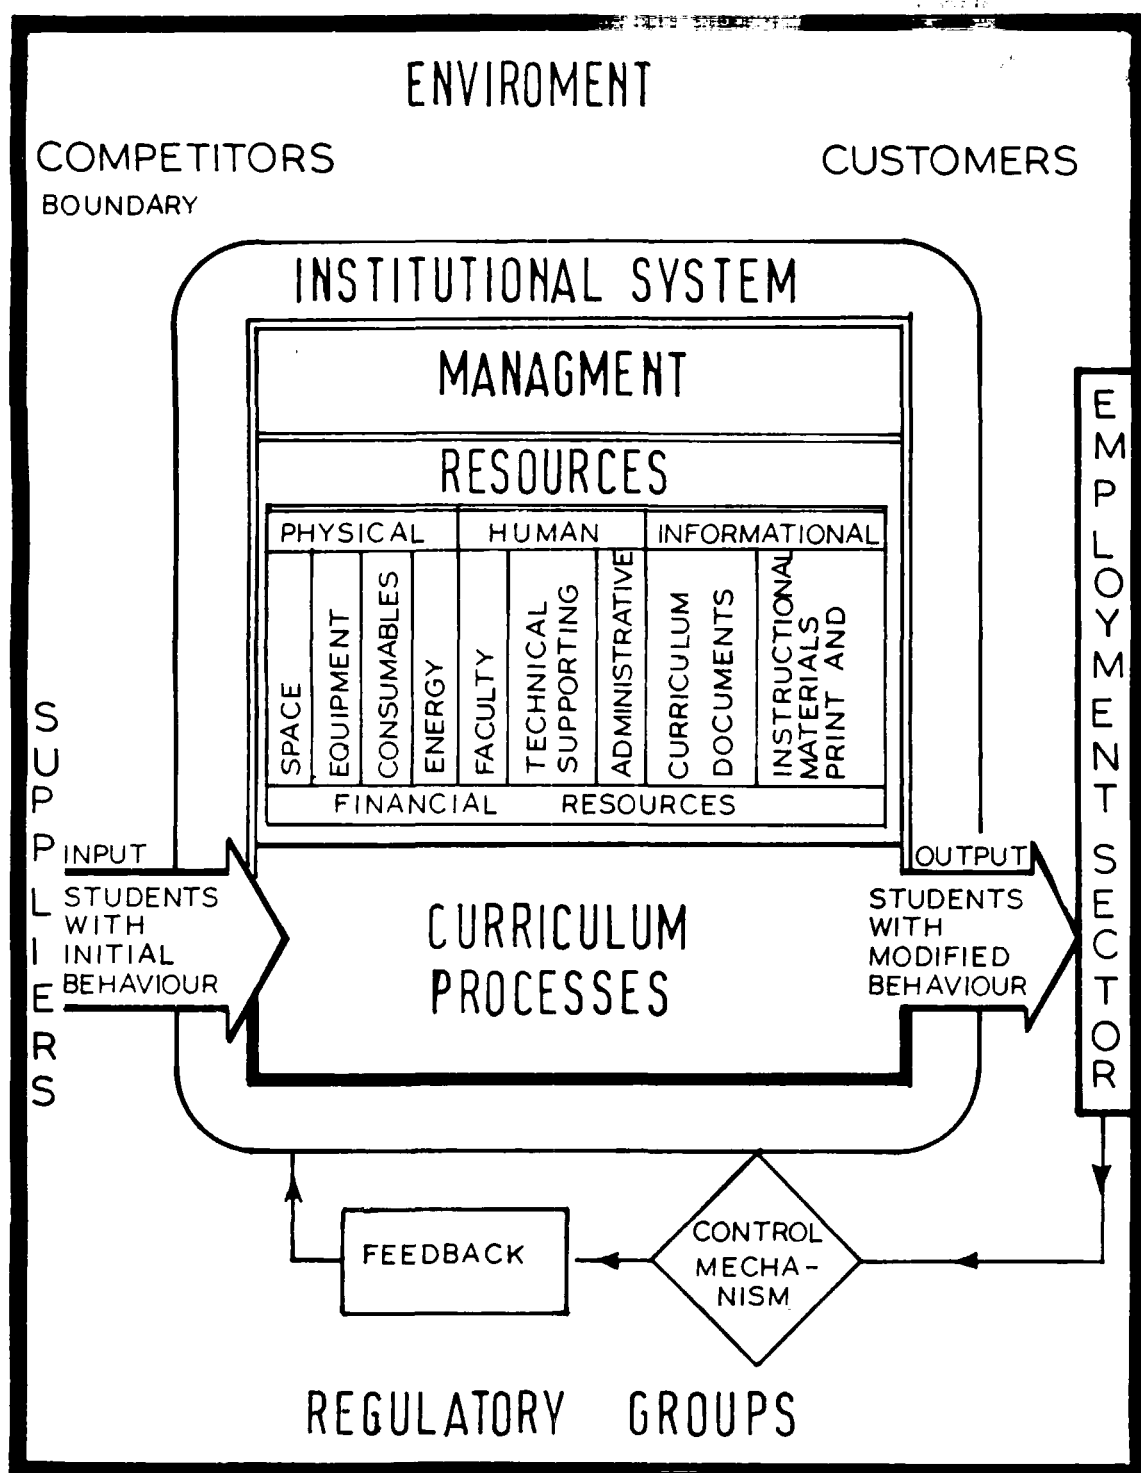 ENVIROMENT
COMPETITORS
CUSTOMERS
BOUNDARY
INSTITUTIONAL SYSTEM
MANAGMENT
RESOURCES
PHYSICAL
HUMAN
INFORMATIONAL
SPACE
EQUIPMENT
CONSUMABLES
ENERGY
FACULTY
TECHNICAL
SUPPORTING
ADMINISTRATIVE
CURRICULUM
DOCUMENTS
INSTRUCTIONAL
MATERIALS
PRINT AND
FINANCIAL RESOURCES
SUPPLIERS
INPUT
STUDENTS
WITH
INITIAL
BEHAVIOUR
CURRICULUM
PROCESSES
OUTPUT
STUDENTS
WITH
MODIFIED
BEHAVIOUR
EMPLOYMENT SECTOR
FEEDBACK
CONTROL
MECHA-
NISM
REGULATORY GROUPS